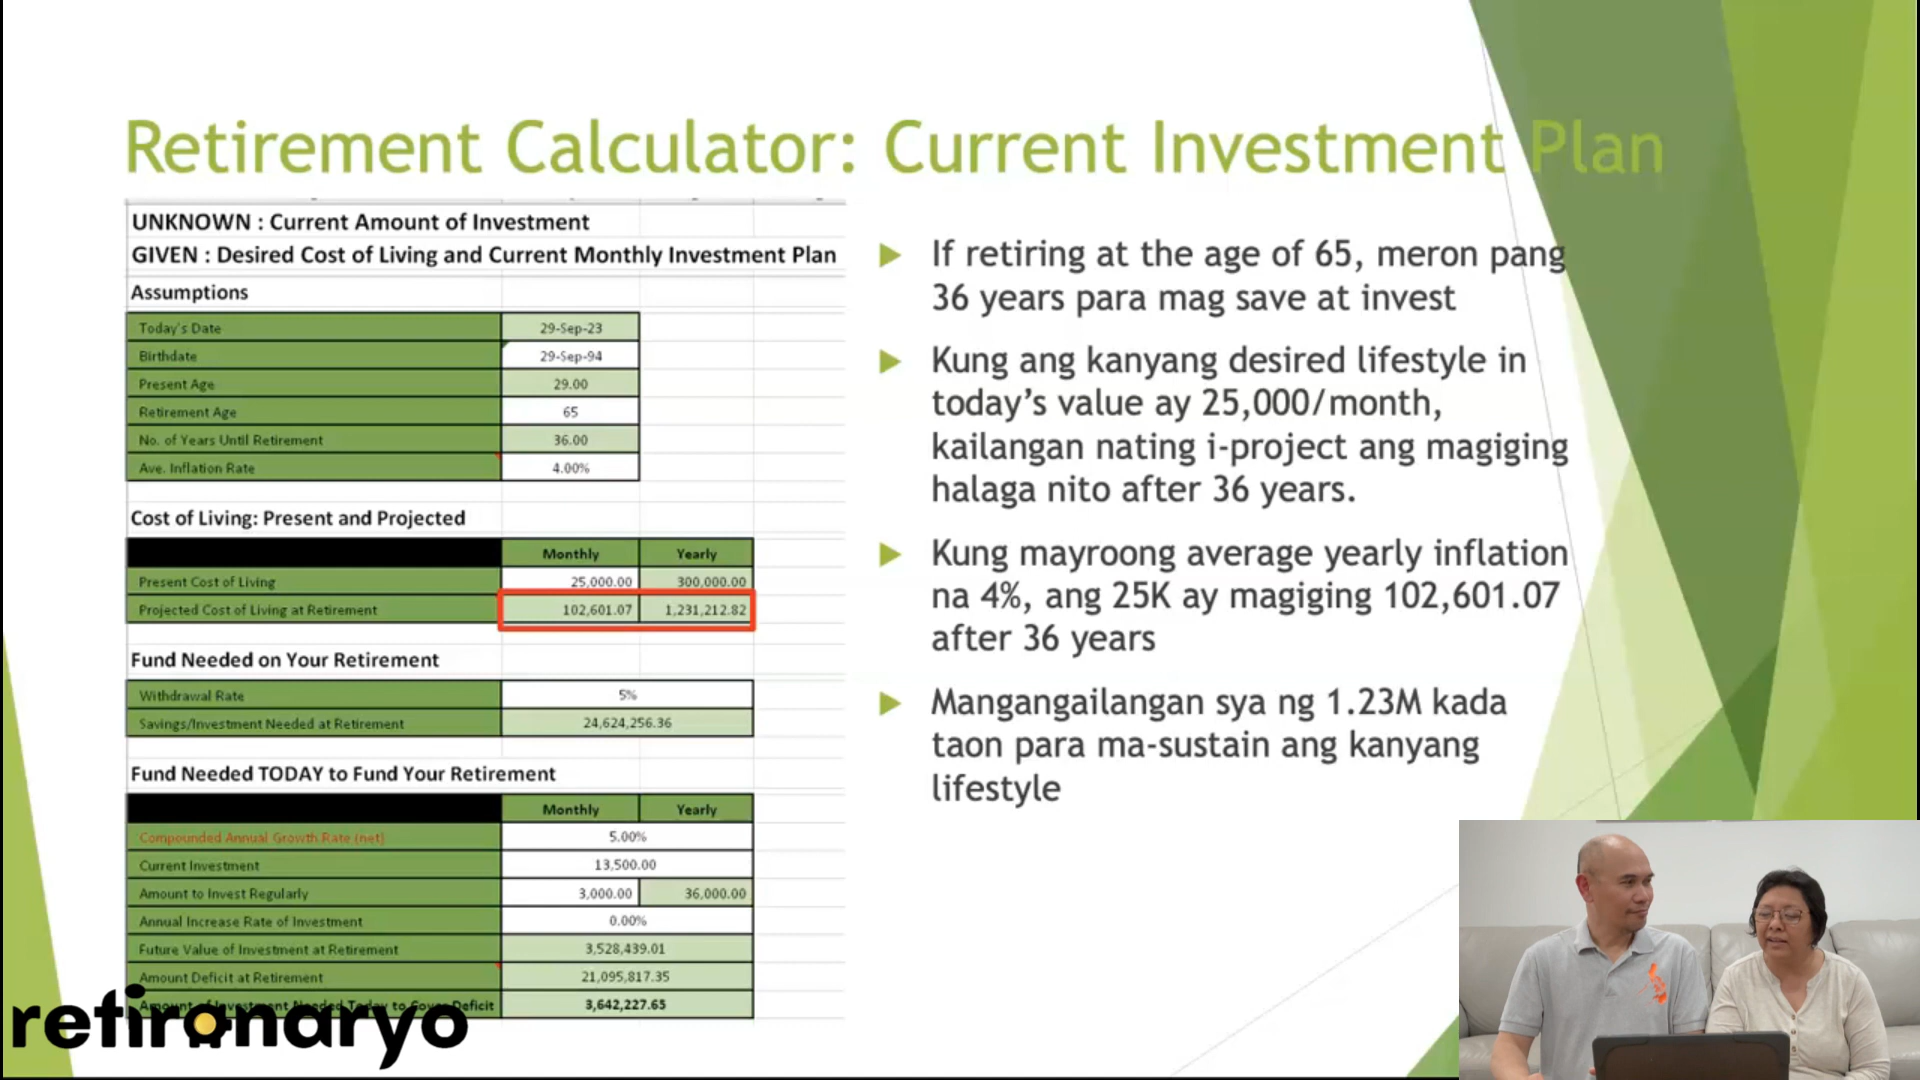 Retirement Calculator: Current Investment Plan
UNKNOWN : Current Amount of Investment
GIVEN : Desired Cost of Living and Current Monthly Investment Plan
Assumptions
Today's Date 29-Sep-23
Birthdate 29-Sep-94
Present Age 29.00
Retirement Age 65
No. of Years Until Retirement 36.00
Ave. Inflation Rate 4.00%
Cost of Living: Present and Projected
Monthly Yearly
Present Cost of Living 25,000.00 300,000.00
Projected Cost of Living at Retirement 102,601.07 1,231,212.82
Fund Needed on Your Retirement
Withdrawal Rate 5%
Savings/Investment Needed at Retirement 24,624,256.36
Fund Needed TODAY to Fund Your Retirement
Monthly Yearly
Compounded Annual Growth Rate (net) 5.00%
Current Investment 13,500.00
Amount to Invest Regularly 3,000.00 36,000.00
Annual Increase Rate of Investment 0.00%
Future Value of Investment at Retirement 3,528,439.01
Amount Deficit at Retirement 21,095,817.35
Amount of Investment Needed Today to Cover Deficit 3,642,227.65
If retiring at the age of 65, meron pang
36 years para mag save at invest
Kung ang kanyang desired lifestyle in
today's value ay 25,000/month,
kailangan nating i-project ang magiging
halaga nito after 36 years.
Kung mayroong average yearly inflation
na 4%, ang 25K ay magiging 102,601.07
after 36 years
Mangangailangan sya ng 1.23M kada
taon para ma-sustain ang kanyang
lifestyle
retironaryo